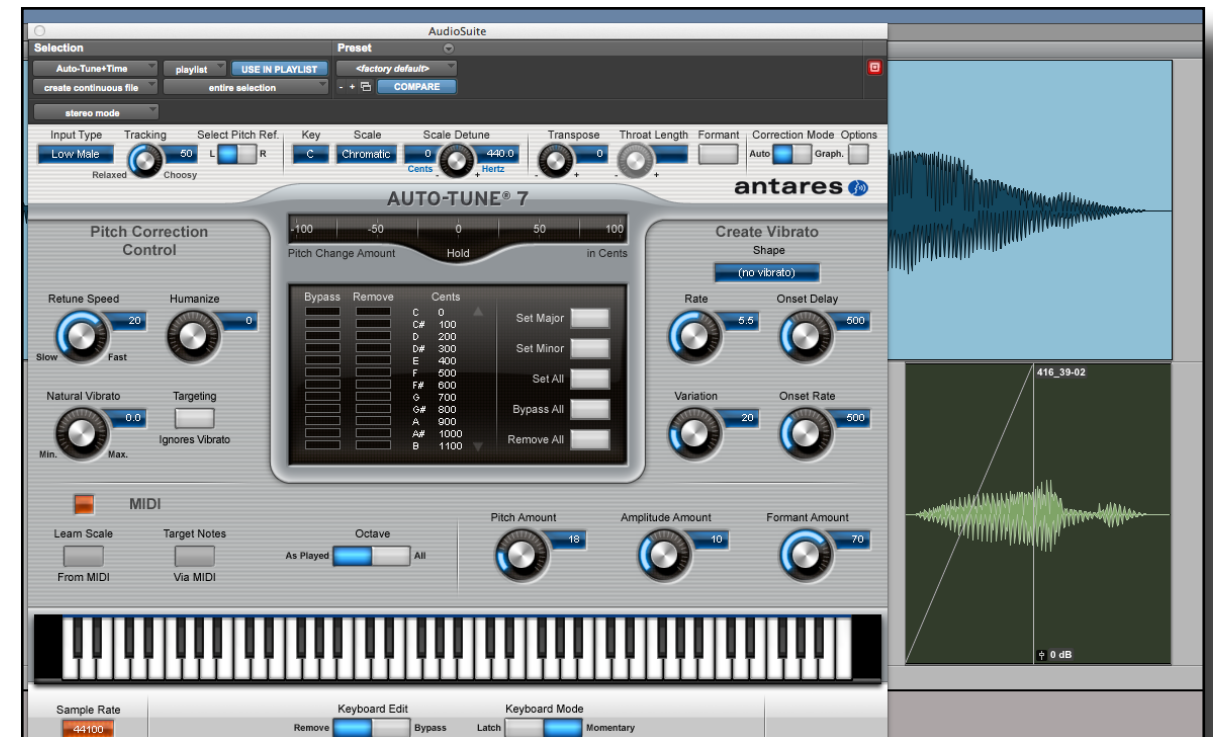 AudioSuite
Selection Preset
Auto-Tune+Time playlist USE IN PLAYLIST <factory default>
create continuous file entire selection - + COMPARE
stereo mode
Input Type Tracking Select Pitch Ref. Key Scale Scale Detune Transpose Throat Length Formant Correction Mode Options
Low Male 50 L R C Chromatic 0 440.0 0 Auto Graph.
Relaxed Choosy Cents - + Hertz - + - +
antares
AUTO-TUNE® 7
Pitch Correction
Control
-100 -50 0 50 100
Pitch Change Amount Hold in Cents
Create Vibrato
Shape
(no vibrato)
Retune Speed Humanize
20 0
Slow Fast
Natural Vibrato Targeting
0.0
Ignores Vibrato
Min. Max.
Bypass Remove Cents
C 0
C# 100
D 200
D# 300
E 400
F 500
F# 600
G 700
G# 800
A 900
A# 1000
B 1100
Set Major
Set Minor
Set All
Bypass All
Remove All
Rate Onset Delay
5.5 500
Variation Onset Rate
20 500
416_39-02
MIDI
Learn Scale Target Notes Octave
As Played All
From MIDI Via MIDI
Pitch Amount Amplitude Amount Formant Amount
18 10 70
0 dB
Sample Rate Keyboard Edit Keyboard Mode
44100 Remove Bypass Latch Momentary